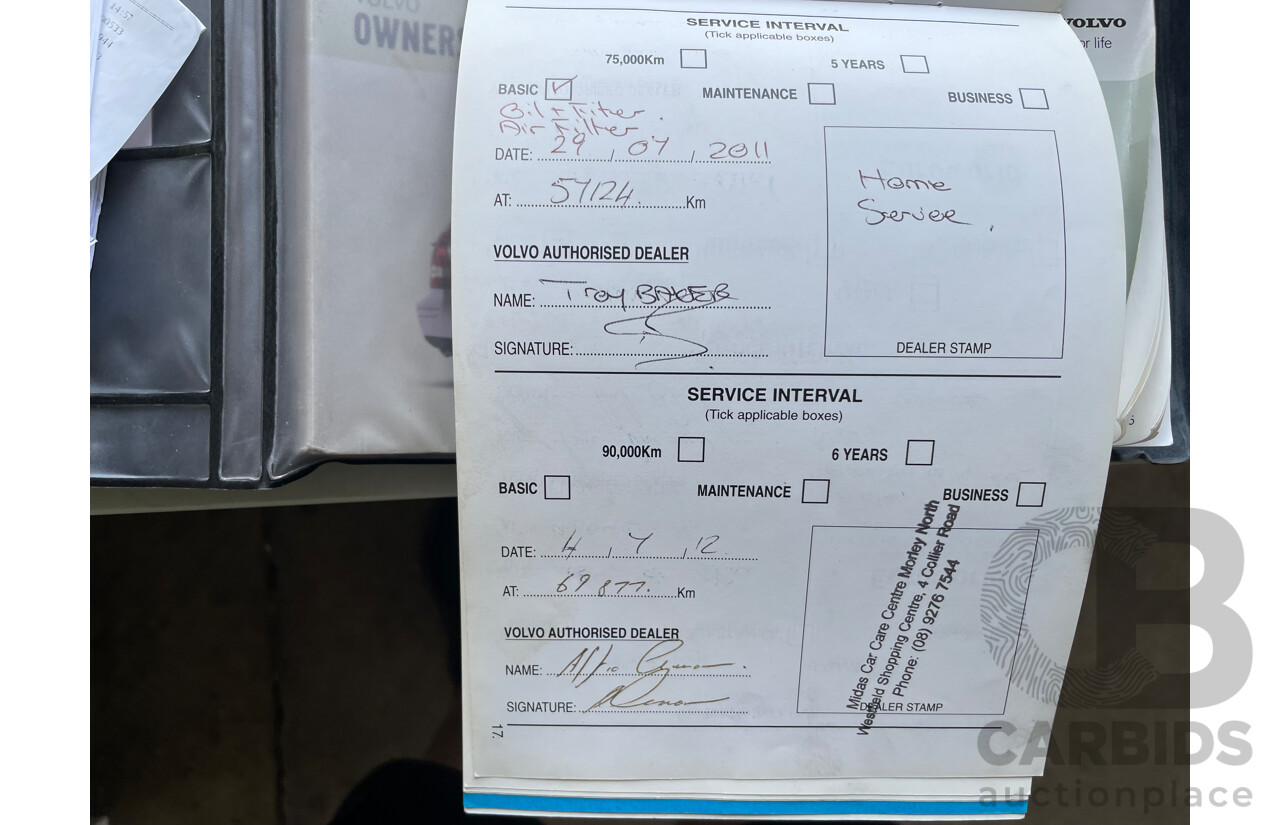 14:57
VOLVO
OWNERS
VOLVO
for life
SERVICE INTERVAL
(Tick applicable boxes)
75,000Km
5 YEARS
BASIC
MAINTENANCE
BUSINESS
Oil + Filter.
Air Filter.
DATE: 29 / 07 / 2011
Home
Service.
AT: 57124 Km
VOLVO AUTHORISED DEALER
NAME: Troy BAKER
SIGNATURE:
DEALER STAMP
SERVICE INTERVAL
(Tick applicable boxes)
90,000Km
6 YEARS
BASIC
MAINTENANCE
BUSINESS
DATE: 4 / 7 / 12
AT: 69877. Km
Midas Car Care Centre Morley North
Westfield Shopping Centre, 4 Collier Road
Phone: (08) 9276 7544
VOLVO AUTHORISED DEALER
NAME:
SIGNATURE:
DEALER STAMP
17.
CB
CARBIDS
auctionplace